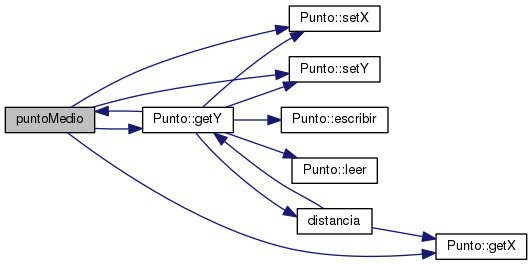 Punto::setX
Punto::setY
puntoMedio
Punto::getY
Punto::escribir
Punto::leer
distancia
Punto::getX